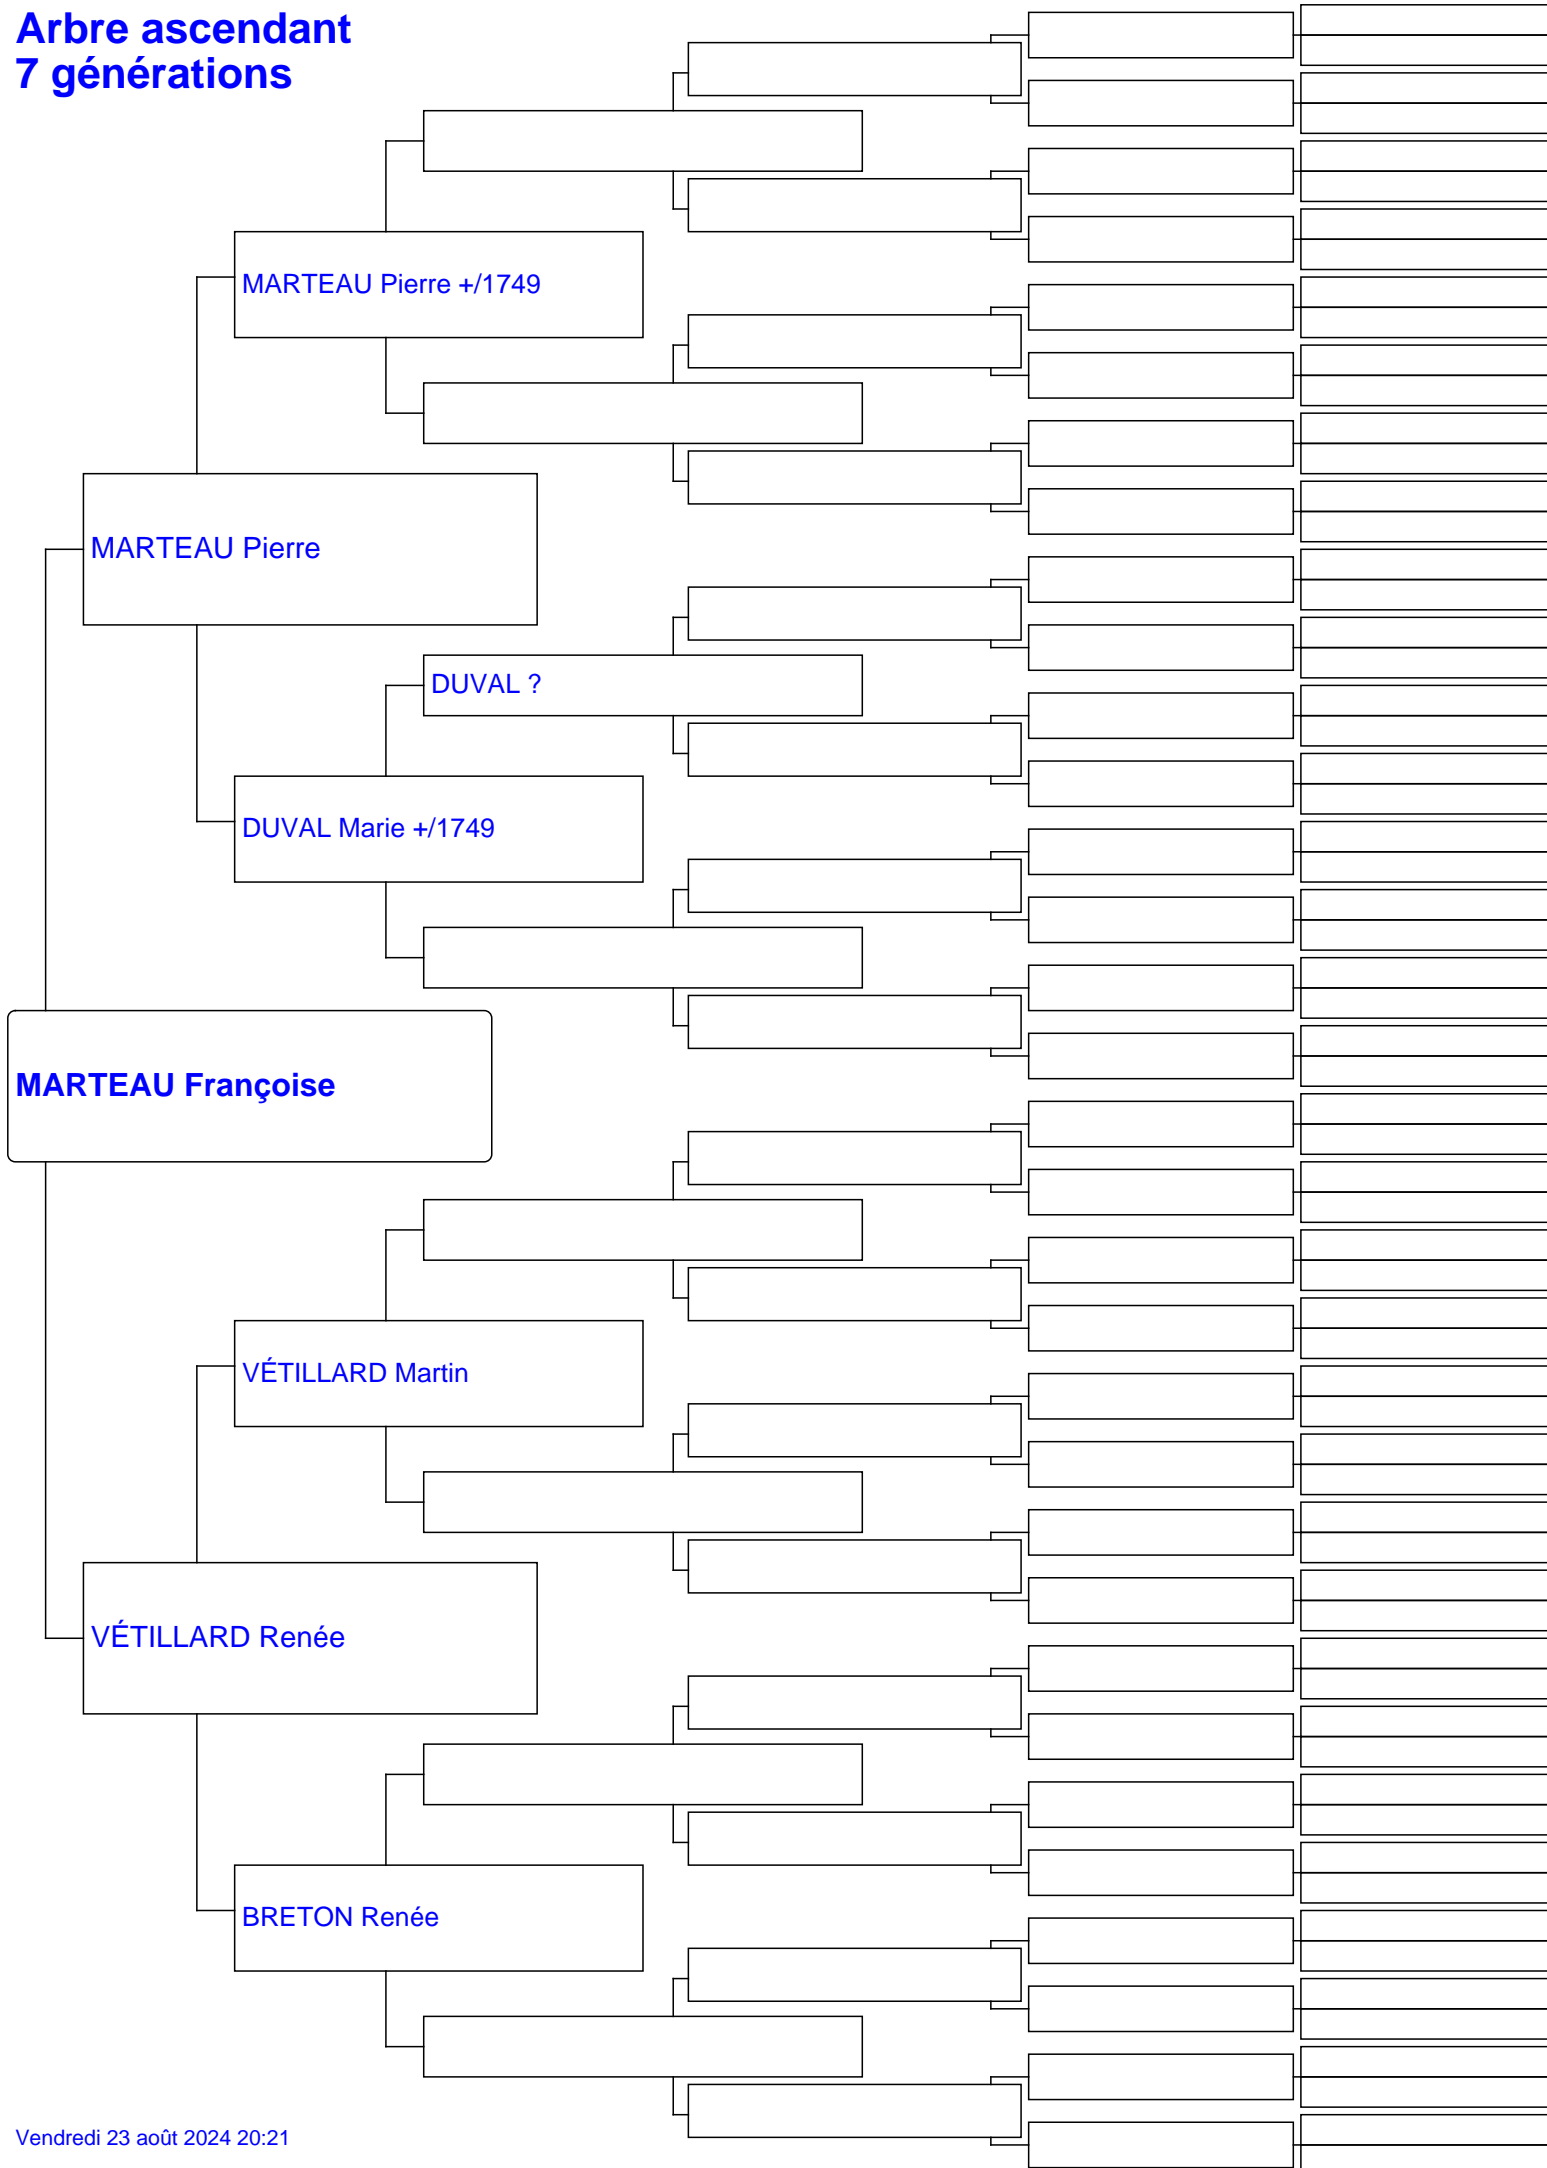 Arbre ascendant
7 générations
MARTEAU Pierre +/1749
MARTEAU Pierre
DUVAL ?
DUVAL Marie +/1749
MARTEAU Françoise
VÉTILLARD Martin
VÉTILLARD Renée
BRETON Renée
Vendredi 23 août 2024 20:21